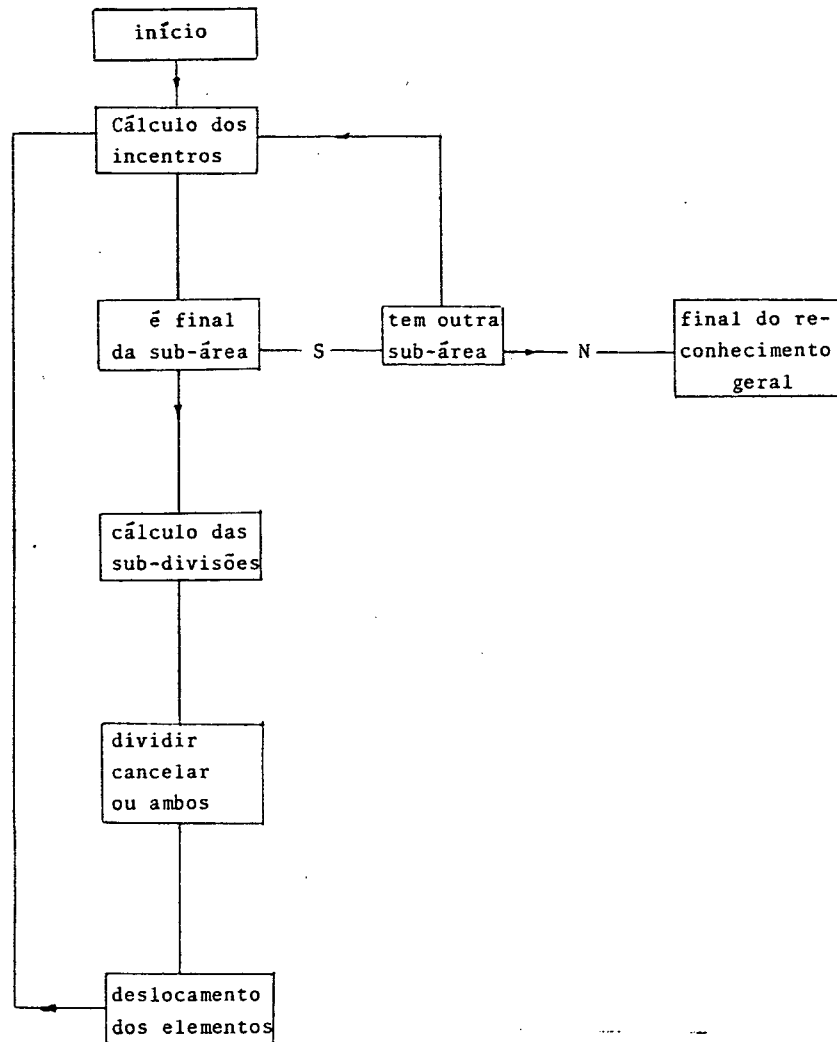 início
Cálculo dos
incentros
é final
da sub-área
S
tem outra
sub-área
N
final do re-
conhecimento
geral
cálculo das
sub-divisões
dividir
cancelar
ou ambos
deslocamento
dos elementos